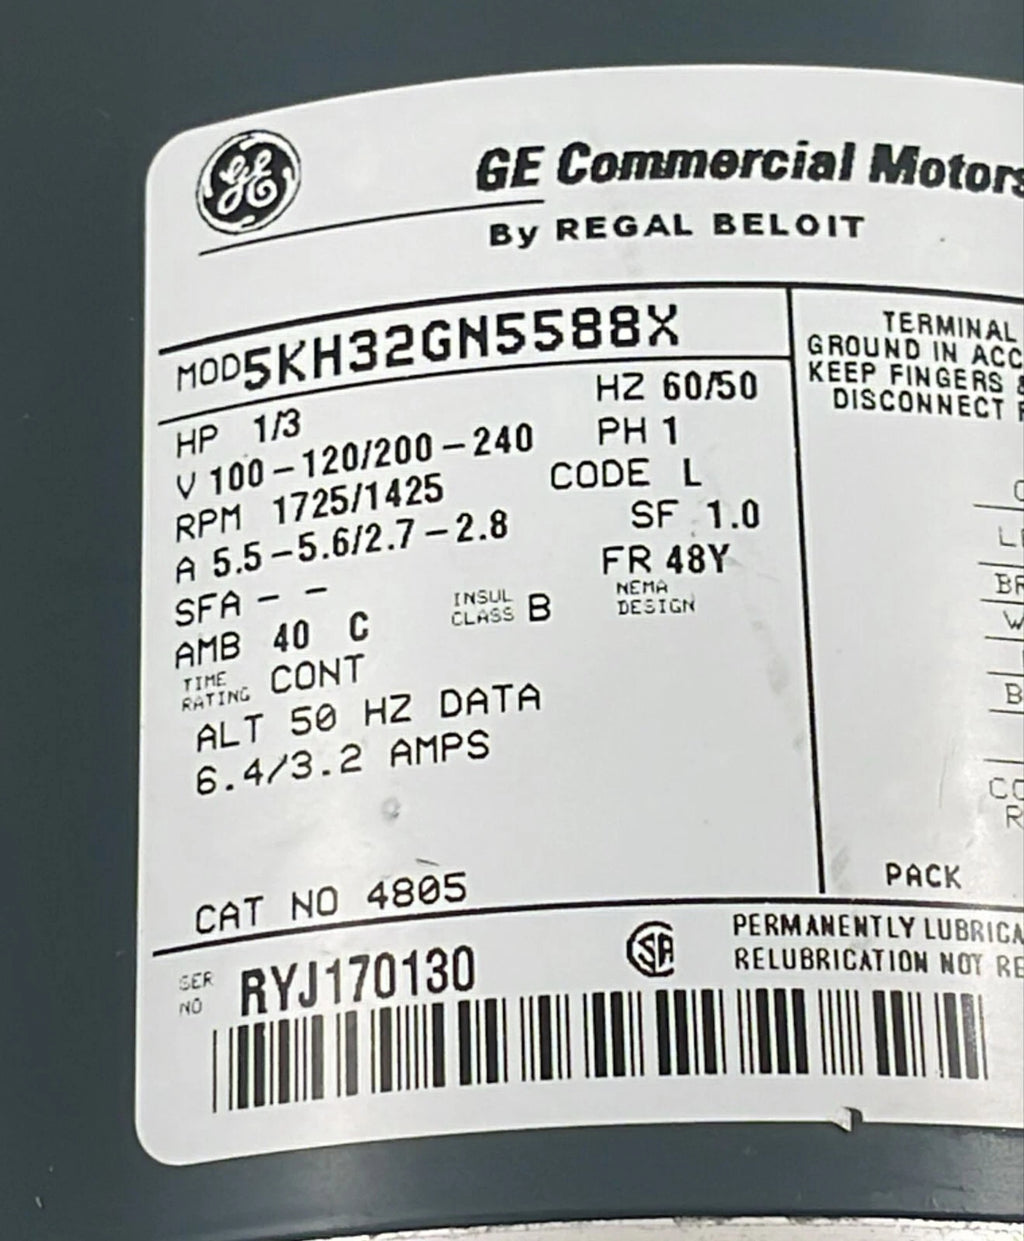 GE
GE Commercial Motors
By REGAL BELOIT
MOD 5KH32GN5588X
HP 1/3 HZ 60/50
V 100-120/200-240 PH 1
RPM 1725/1425 CODE L
A 5.5-5.6/2.7-2.8 SF 1.0
SFA - - FR 48Y
AMB 40 C INSUL CLASS B NEMA DESIGN
TIME RATING CONT
ALT 50 HZ DATA
6.4/3.2 AMPS
CAT NO 4805
TERMINAL
GROUND IN ACC
KEEP FINGERS &
DISCONNECT
PACK
SER NO RYJ170130
SA
PERMANENTLY LUBRICA
RELUBRICATION NOT RE